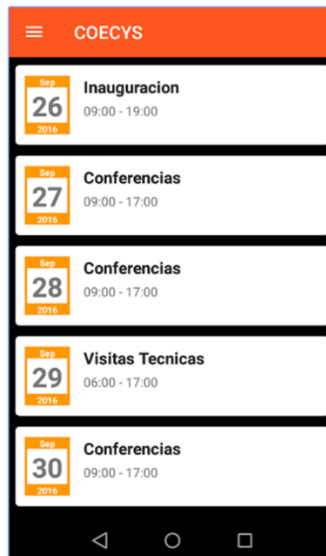 COECYS
Sep
26
2016
Inauguracion
09:00 - 19:00
Sep
27
2016
Conferencias
09:00 - 17:00
Sep
28
2016
Conferencias
09:00 - 17:00
Sep
29
2016
Visitas Tecnicas
06:00 - 17:00
Sep
30
2016
Conferencias
09:00 - 17:00